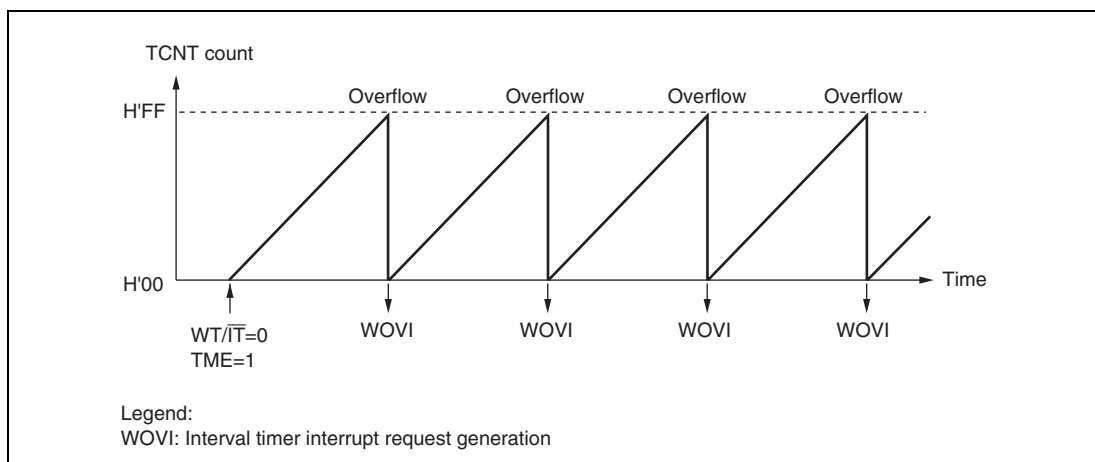 TCNT count
Overflow Overflow Overflow Overflow
H'FF
H'00
Time
WT/IT=0
TME=1
WOVI WOVI WOVI WOVI
Legend:
WOVI: Interval timer interrupt request generation